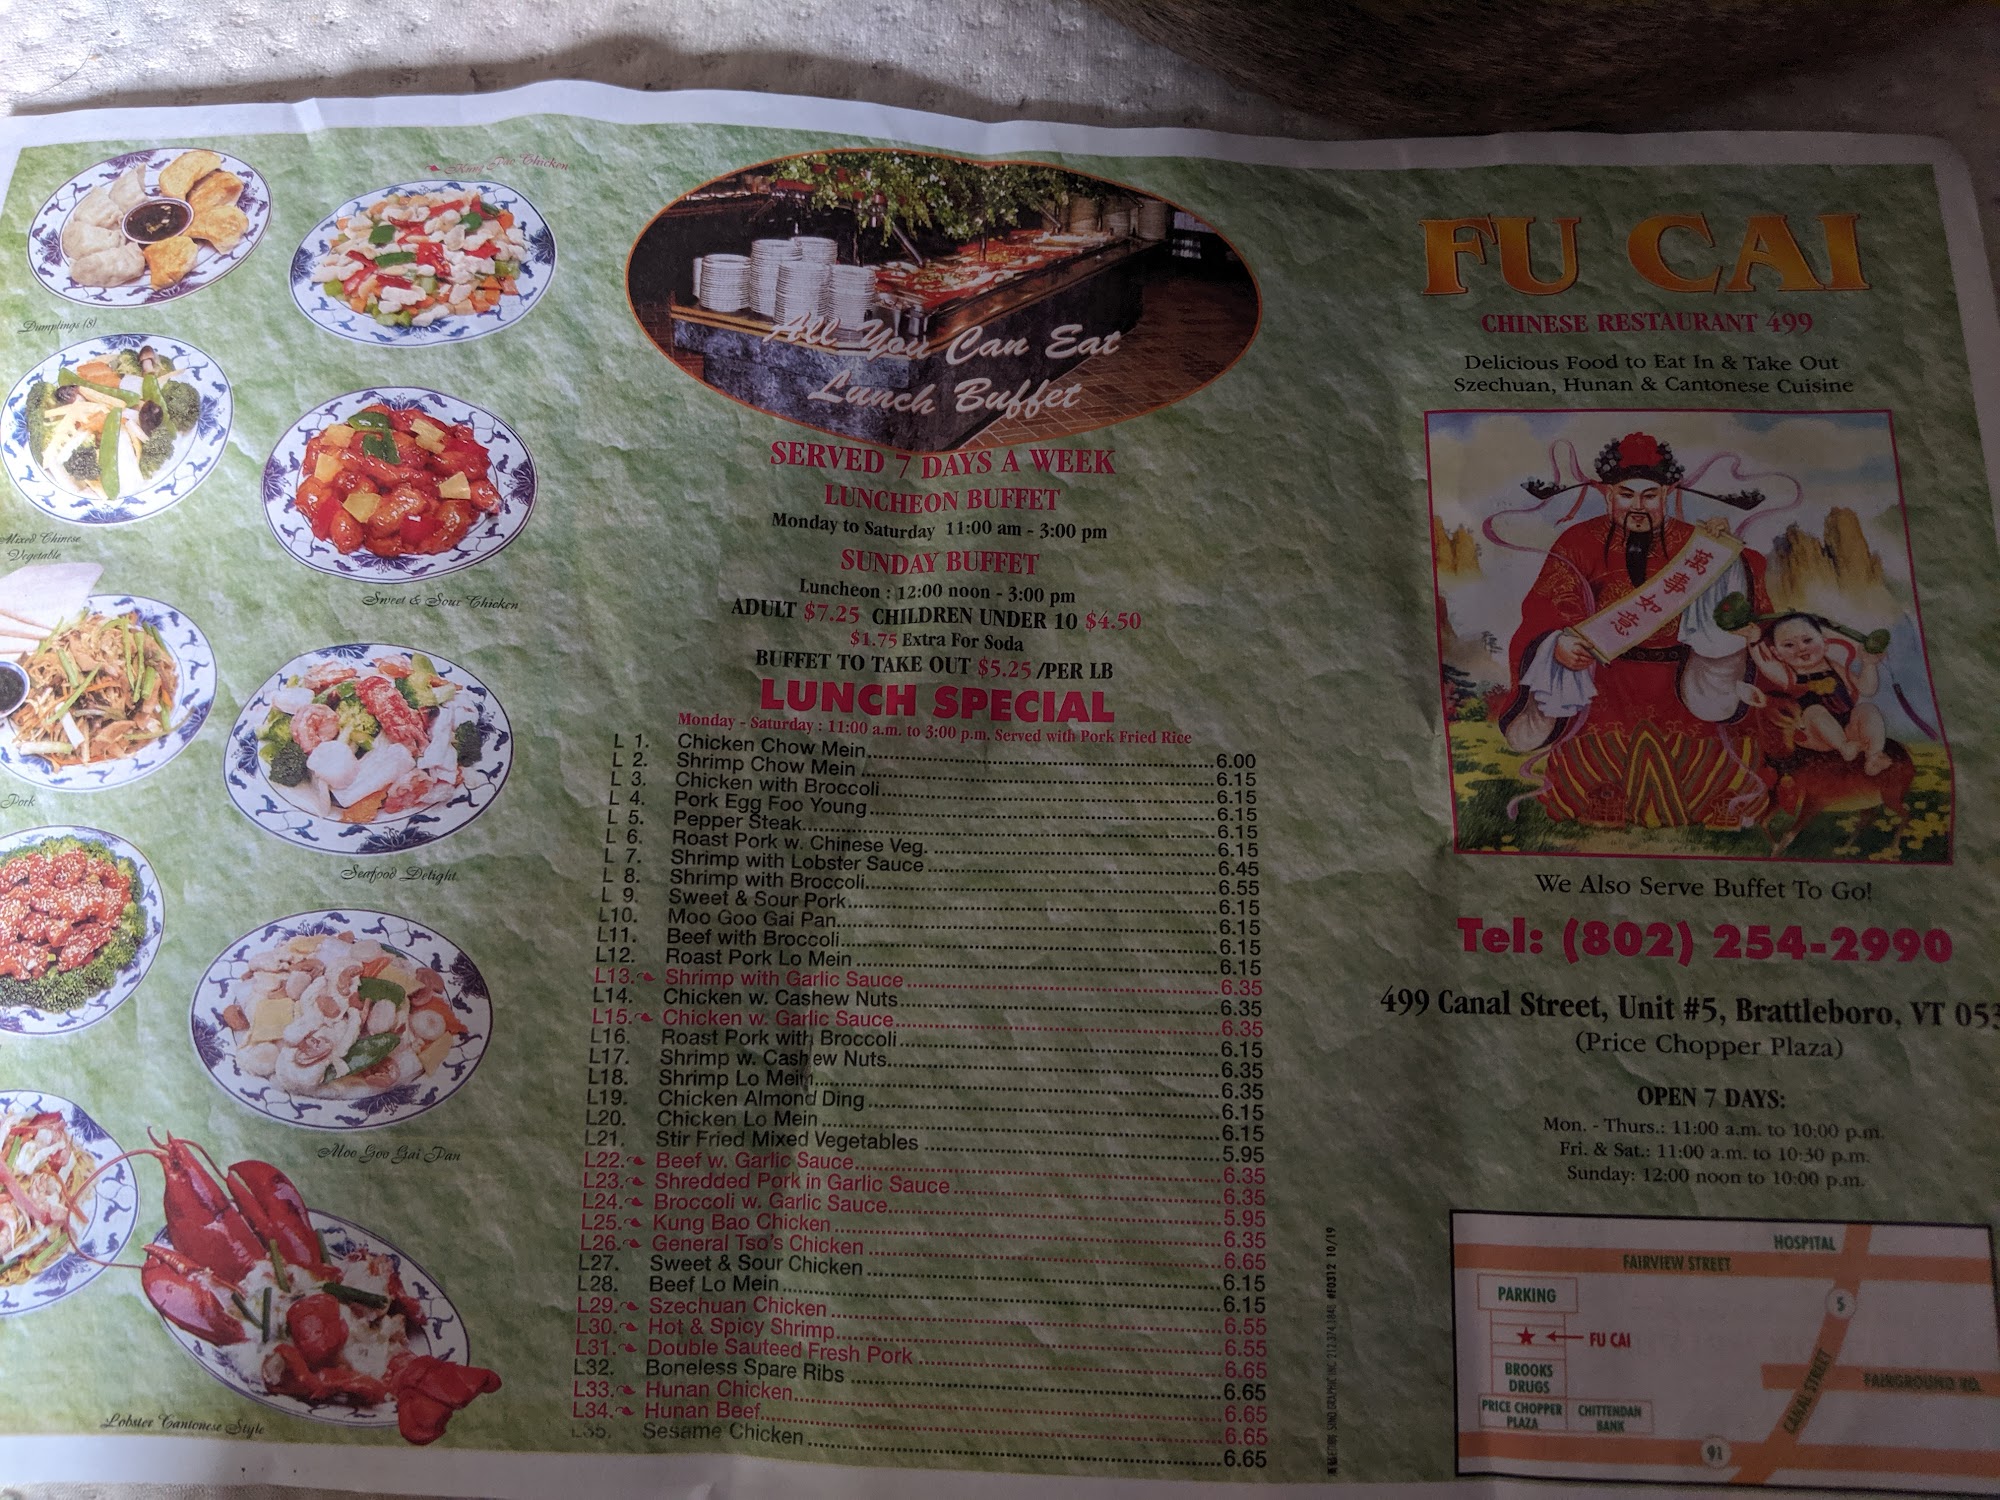 Kung Pao Chicken
Dumplings (8)
Mixed Chinese
Vegetable
Sweet & Sour Chicken
Pork
Seafood Delight
Moo Goo Gai Pan
Lobster Cantonese Style
All You Can Eat
Lunch Buffet
SERVED 7 DAYS A WEEK
LUNCHEON BUFFET
Monday to Saturday 11:00 am - 3:00 pm
SUNDAY BUFFET
Luncheon : 12:00 noon - 3:00 pm
ADULT $7.25 CHILDREN UNDER 10 $4.50
$1.75 Extra For Soda
BUFFET TO TAKE OUT $5.25 /PER LB
LUNCH SPECIAL
Monday - Saturday : 11:00 a.m. to 3:00 p.m. Served with Pork Fried Rice
L 1. Chicken Chow Mein 6.00
L 2. Shrimp Chow Mein 6.15
L 3. Chicken with Broccoli 6.15
L 4. Pork Egg Foo Young 6.15
L 5. Pepper Steak 6.15
L 6. Roast Pork w. Chinese Veg. 6.15
L 7. Shrimp with Lobster Sauce 6.45
L 8. Shrimp with Broccoli 6.55
L 9. Sweet & Sour Pork 6.15
L10. Moo Goo Gai Pan 6.15
L11. Beef with Broccoli 6.15
L12. Roast Pork Lo Mein 6.15
L13. Shrimp with Garlic Sauce 6.35
L14. Chicken w. Cashew Nuts 6.35
L15. Chicken w. Garlic Sauce 6.35
L16. Roast Pork with Broccoli 6.15
L17. Shrimp w. Cashew Nuts 6.35
L18. Shrimp Lo Mein 6.35
L19. Chicken Almond Ding 6.15
L20. Chicken Lo Mein 6.15
L21. Stir Fried Mixed Vegetables 5.95
L22. Beef w. Garlic Sauce 6.35
L23. Shredded Pork in Garlic Sauce 6.35
L24. Broccoli w. Garlic Sauce 5.95
L25. Kung Bao Chicken 6.35
L26. General Tso's Chicken 6.65
L27. Sweet & Sour Chicken 6.15
L28. Beef Lo Mein 6.15
L29. Szechuan Chicken 6.55
L30. Hot & Spicy Shrimp 6.55
L31. Double Sauteed Fresh Pork 6.65
L32. Boneless Spare Ribs 6.65
L33. Hunan Chicken 6.65
L34. Hunan Beef 6.65
L35. Sesame Chicken 6.65
#F0312 10/19
FU CAI
CHINESE RESTAURANT 499
Delicious Food to Eat In & Take Out
Szechuan, Hunan & Cantonese Cuisine
萬事如意
We Also Serve Buffet To Go!
Tel: (802) 254-2990
499 Canal Street, Unit #5, Brattleboro, VT 053
(Price Chopper Plaza)
OPEN 7 DAYS:
Mon. - Thurs.: 11:00 a.m. to 10:00 p.m.
Fri. & Sat.: 11:00 a.m. to 10:30 p.m.
Sunday: 12:00 noon to 10:00 p.m.
HOSPITAL
FAIRVIEW STREET
PARKING
5
FU CAI
BROOKS
DRUGS
FAIRGROUND RD.
CANAL STREET
PRICE CHOPPER
PLAZA
CHITTENDAN
BANK
91